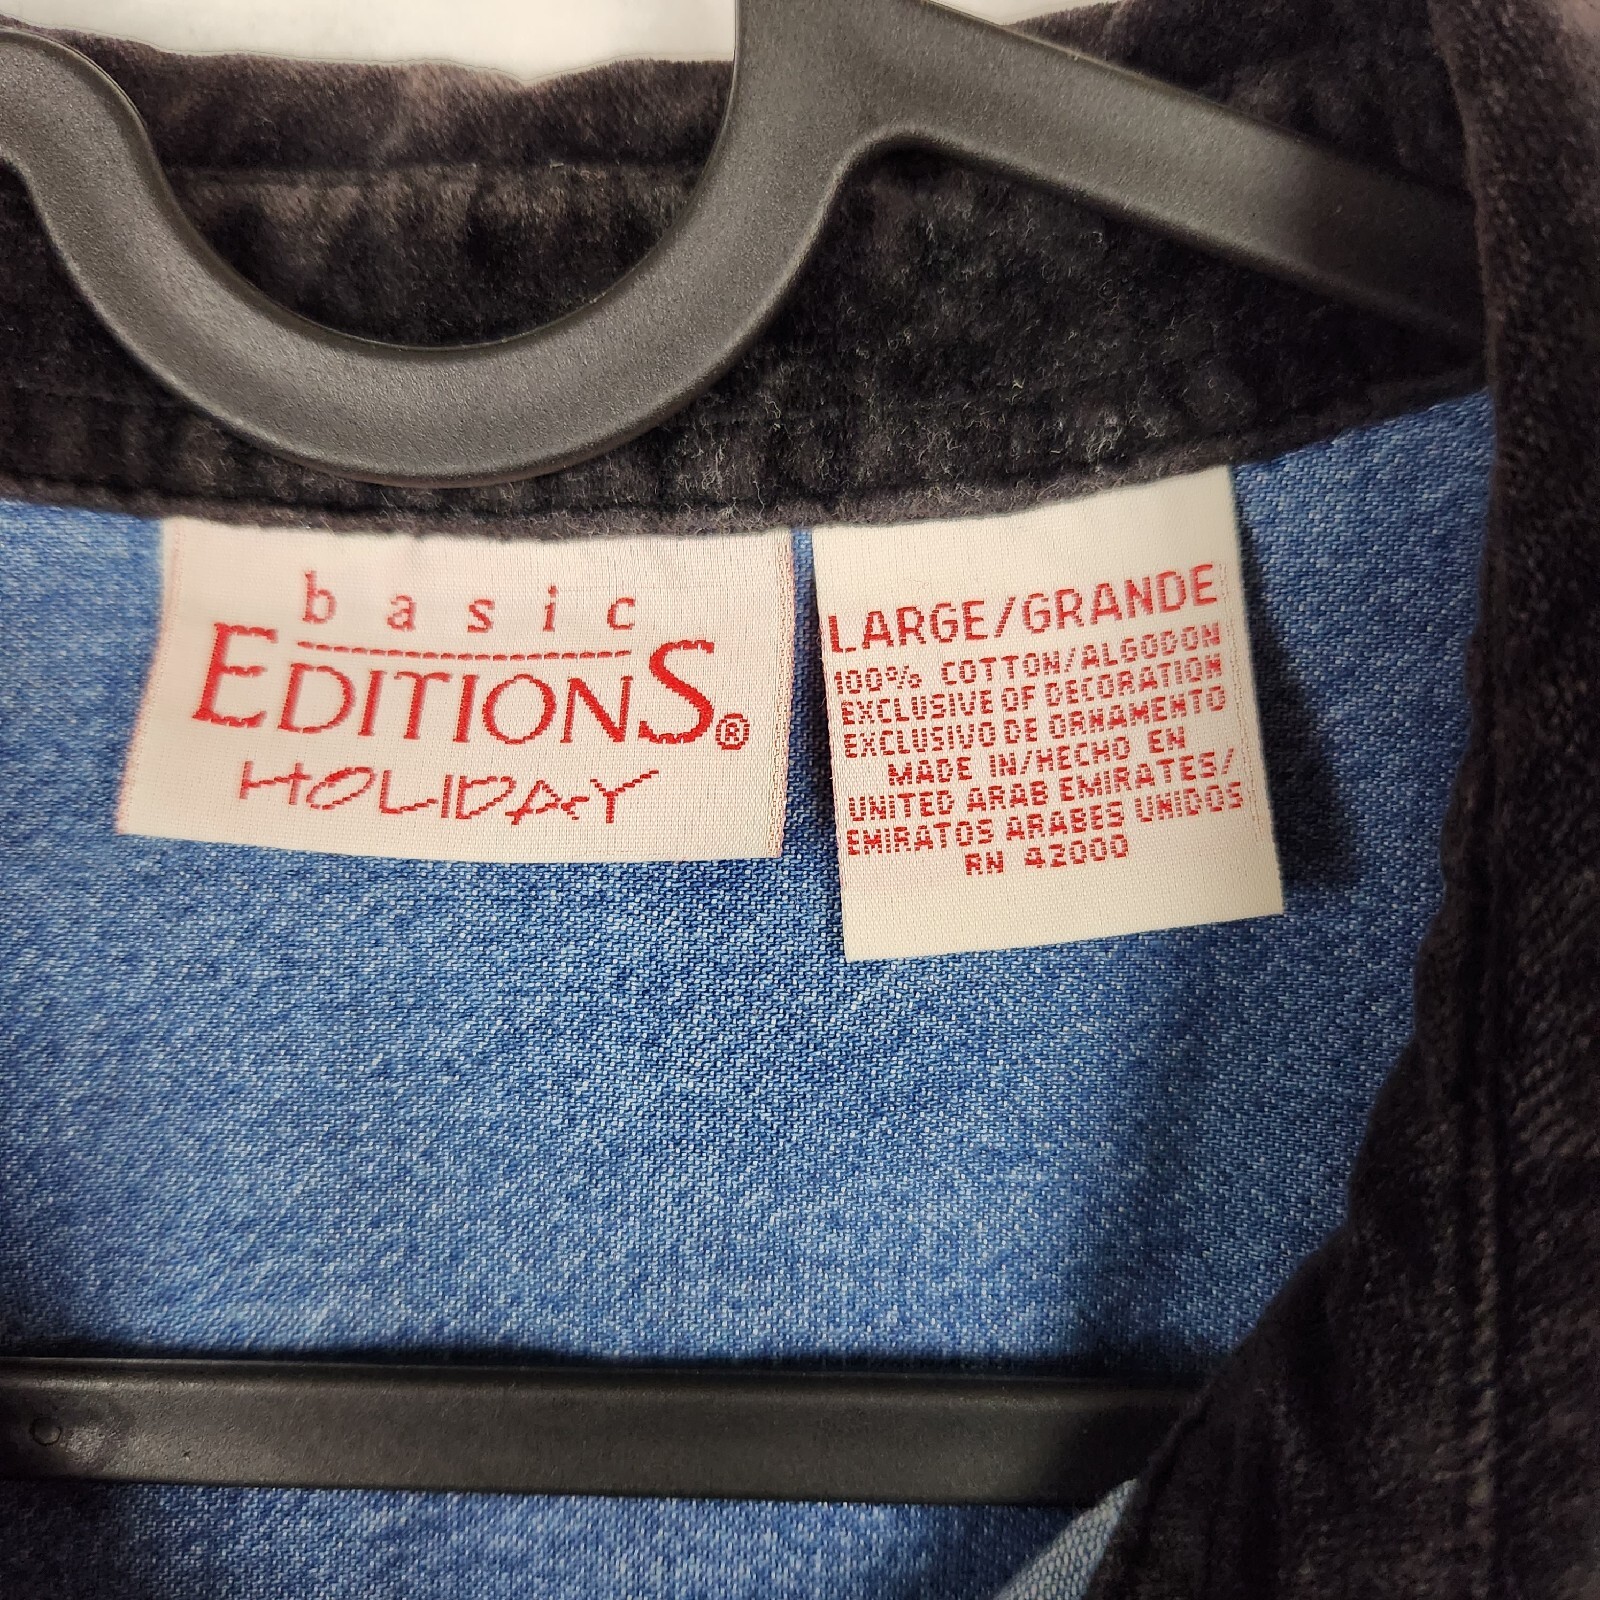 basic
EDITIONS®
HOLIDAY
LARGE/GRANDE
100% COTTON/ALGODON
EXCLUSIVE OF DECORATION
EXCLUSIVO DE ORNAMENTO
MADE IN/HECHO EN
UNITED ARAB EMIRATES/
EMIRATOS ARABES UNIDOS
RN 42000